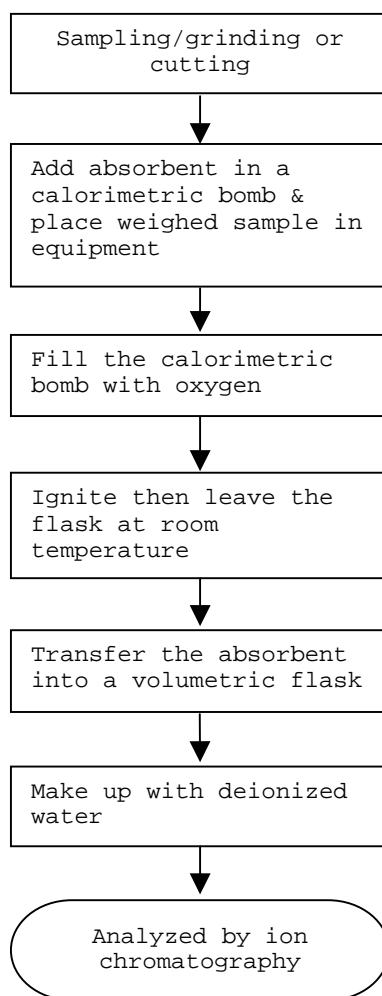 Sampling/grinding or
cutting
Add absorbent in a
calorimetric bomb &
place weighed sample in
equipment
Fill the calorimetric
bomb with oxygen
Ignite then leave the
flask at room
temperature
Transfer the absorbent
into a volumetric flask
Make up with deionized
water
Analyzed by ion
chromatography